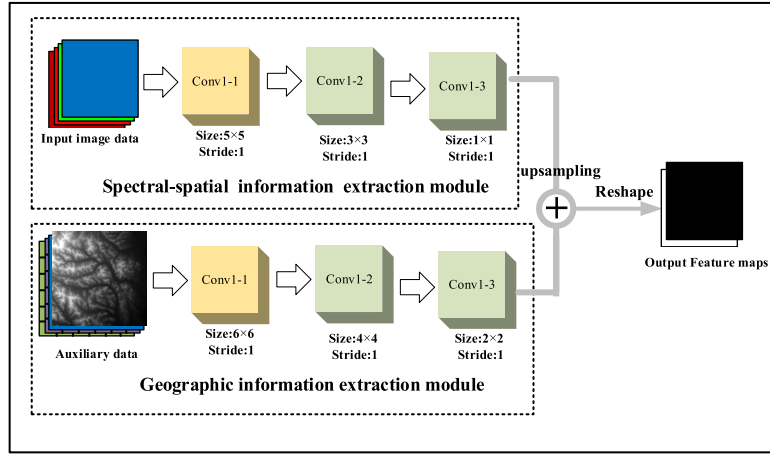 Conv1-1
Conv1-2
Conv1-3
Input image data
Size:5×5
Stride:1
Size:3×3
Stride:1
Size:1×1
Stride:1
Spectral-spatial information extraction module
upsampling
+
Reshape
Output Feature maps
Conv1-1
Conv1-2
Conv1-3
Auxiliary data
Size:6×6
Stride:1
Size:4×4
Stride:1
Size:2×2
Stride:1
Geographic information extraction module